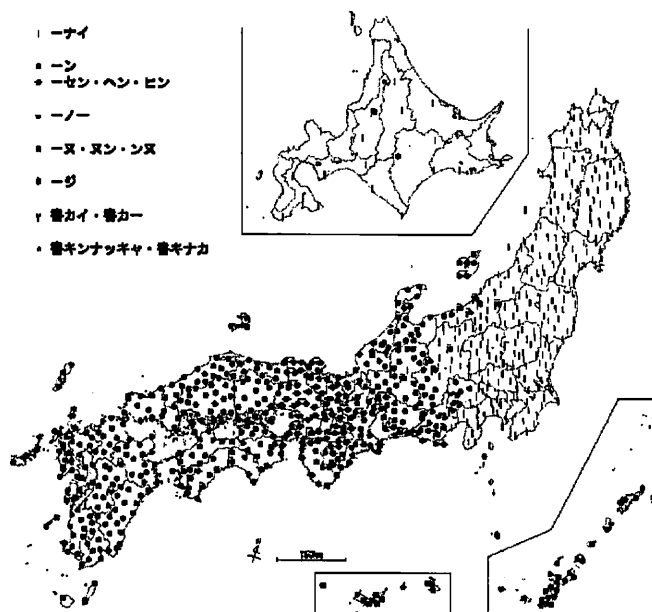 ーナイ
ーン
ーセン・ヘン・ヒン
ーノー
ーヌ・ヌン・ンヌ
ージ
書カイ・書カー
書キンナッキャ・書キナカ